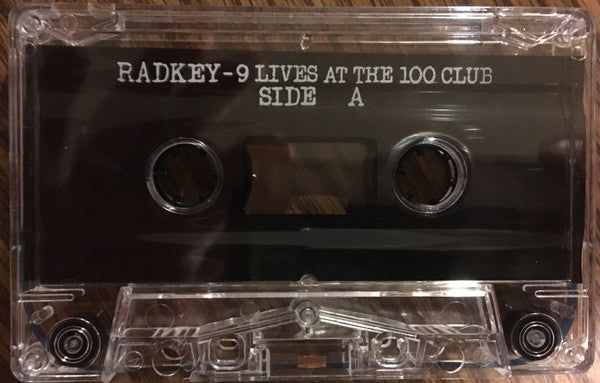 RADKEY-9 LIVES AT THE 100 CLUB
SIDE A